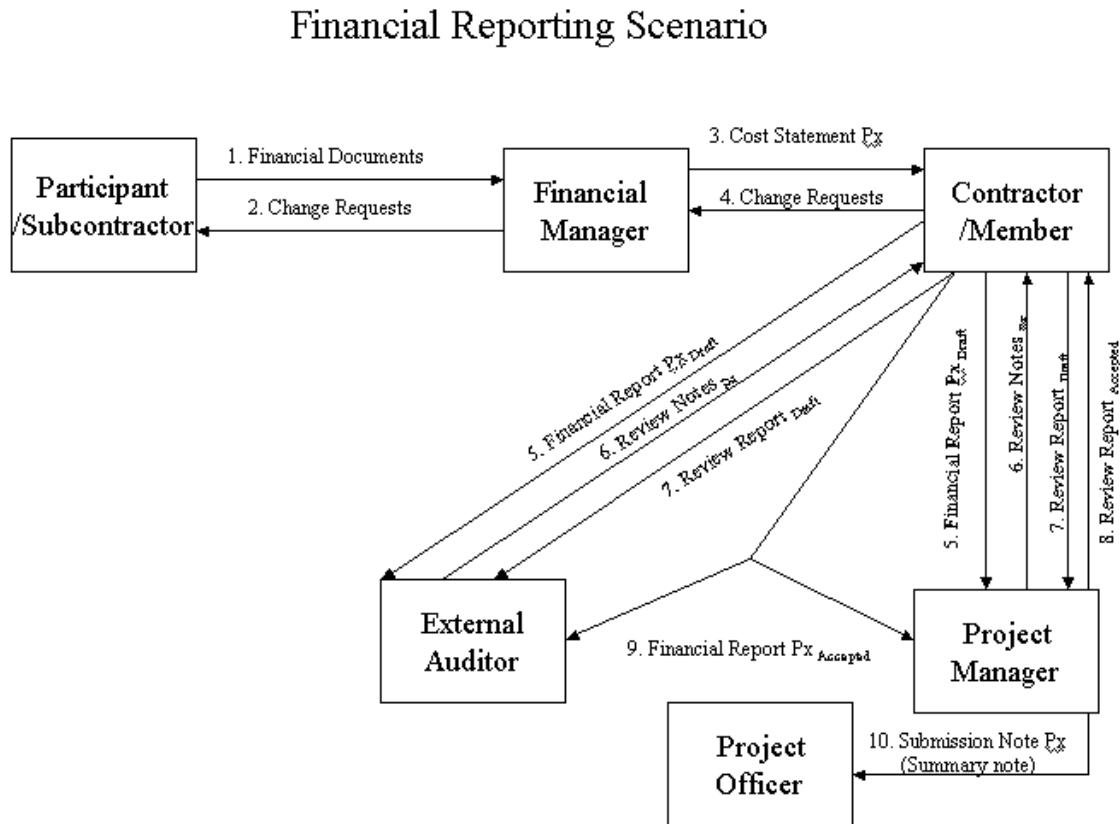 Financial Reporting Scenario
Participant
/Subcontractor
1. Financial Documents
2. Change Requests
Financial
Manager
3. Cost Statement Px
4. Change Requests
Contractor
/Member
5. Financial Report Px Draft
6. Review Notes Px
7. Review Report Draft
5. Financial Report Px Draft
6. Review Notes Px
7. Review Report Draft
8. Review Report Accepted
External
Auditor
9. Financial Report Px Accepted
Project
Manager
Project
Officer
10. Submission Note Px
(Summary note)